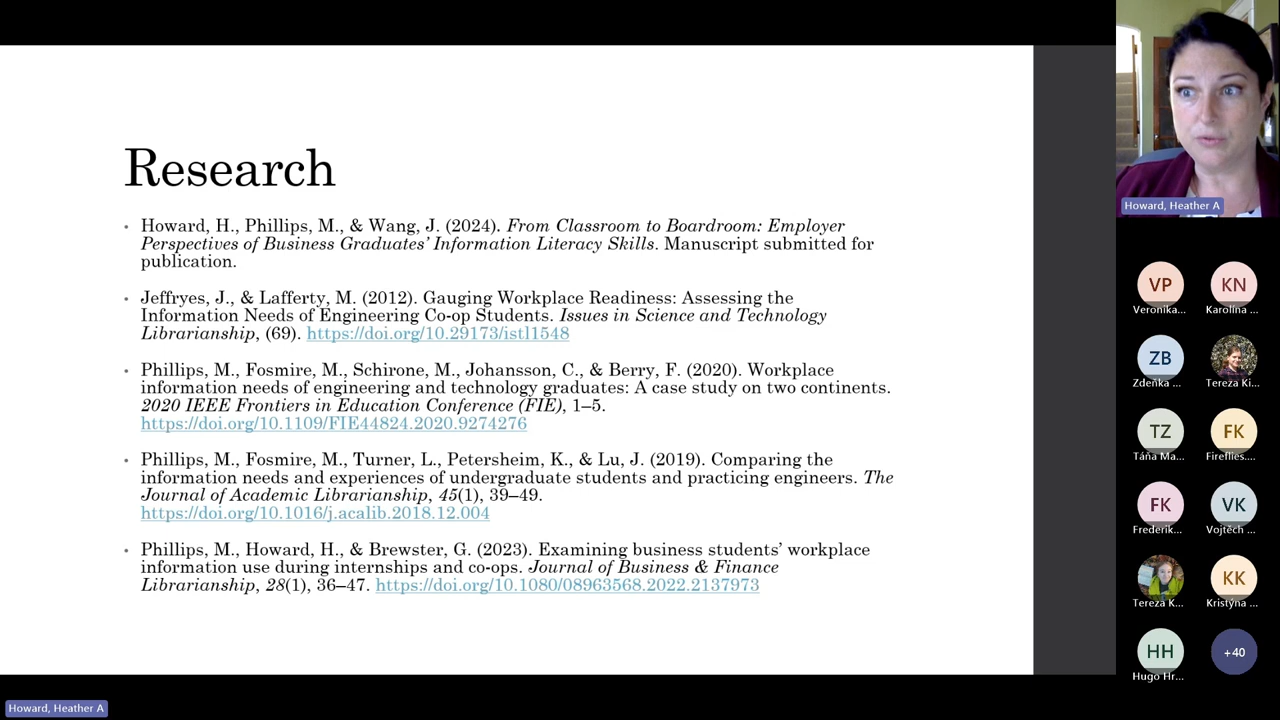 Research
• Howard, H., Phillips, M., & Wang, J. (2024). From Classroom to Boardroom: Employer
Perspectives of Business Graduates’ Information Literacy Skills. Manuscript submitted for
publication.
• Jeffryes, J., & Lafferty, M. (2012). Gauging Workplace Readiness: Assessing the
Information Needs of Engineering Co-op Students. Issues in Science and Technology
Librarianship, (69). https://doi.org/10.29173/istl1548
• Phillips, M., Fosmire, M., Schirone, M., Johansson, C., & Berry, F. (2020). Workplace
information needs of engineering and technology graduates: A case study on two continents.
2020 IEEE Frontiers in Education Conference (FIE), 1–5.
https://doi.org/10.1109/FIE44824.2020.9274276
• Phillips, M., Fosmire, M., Turner, L., Petersheim, K., & Lu, J. (2019). Comparing the
information needs and experiences of undergraduate students and practicing engineers. The
Journal of Academic Librarianship, 45(1), 39–49.
https://doi.org/10.1016/j.acalib.2018.12.004
• Phillips, M., Howard, H., & Brewster, G. (2023). Examining business students’ workplace
information use during internships and co-ops. Journal of Business & Finance
Librarianship, 28(1), 36–47. https://doi.org/10.1080/08963568.2022.2137973
Howard, Heather A
VP KN
Veronika... Karolína ...
ZB
Zdeňka ... Tereza Ki...
TZ FK
Táňa Ma... Fireflies....
FK VK
Frederik... Vojtěch ...
KK
Tereza K... Kristýna ...
HH +40
Hugo Hr...
Howard, Heather A